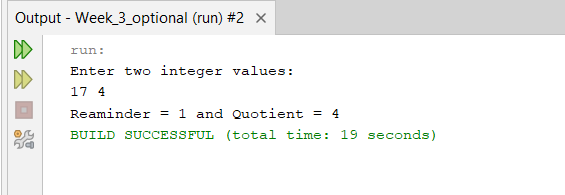 Output - Week_3_optional (run) #2 ×
run:
Enter two integer values:
17 4
Reaminder = 1 and Quotient = 4
BUILD SUCCESSFUL (total time: 19 seconds)